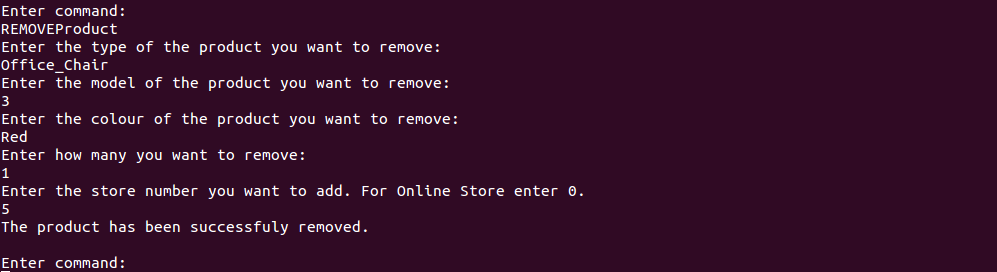 Enter command:
REMOVEProduct
Enter the type of the product you want to remove:
Office_Chair
Enter the model of the product you want to remove:
3
Enter the colour of the product you want to remove:
Red
Enter how many you want to remove:
1
Enter the store number you want to add. For Online Store enter 0.
5
The product has been successfuly removed.
Enter command: